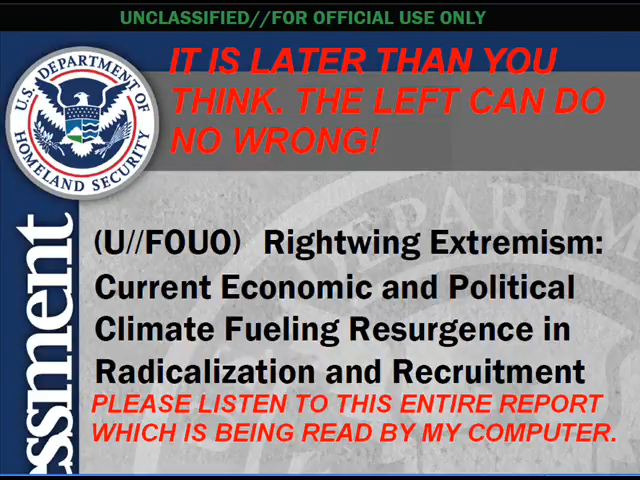 UNCLASSIFIED//FOR OFFICIAL USE ONLY
IT IS LATER THAN YOU
THINK. THE LEFT CAN DO
NO WRONG!
U.S. DEPARTMENT OF
HOMELAND SECURITY
(U//FOUO) Rightwing Extremism:
Current Economic and Political
Climate Fueling Resurgence in
Radicalization and Recruitment
PLEASE LISTEN TO THIS ENTIRE REPORT
WHICH IS BEING READ BY MY COMPUTER.
ssment